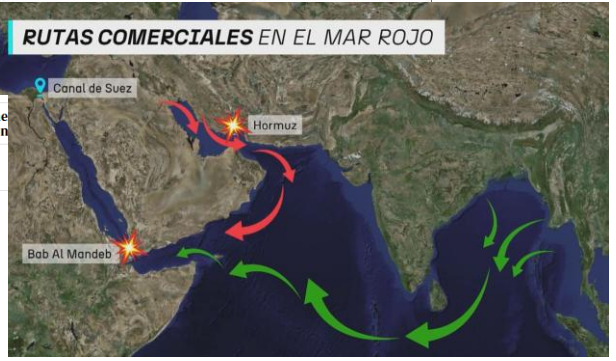 RUTAS COMERCIALES EN EL MAR ROJO
Canal de Suez
Hormuz
Bab Al Mandeb